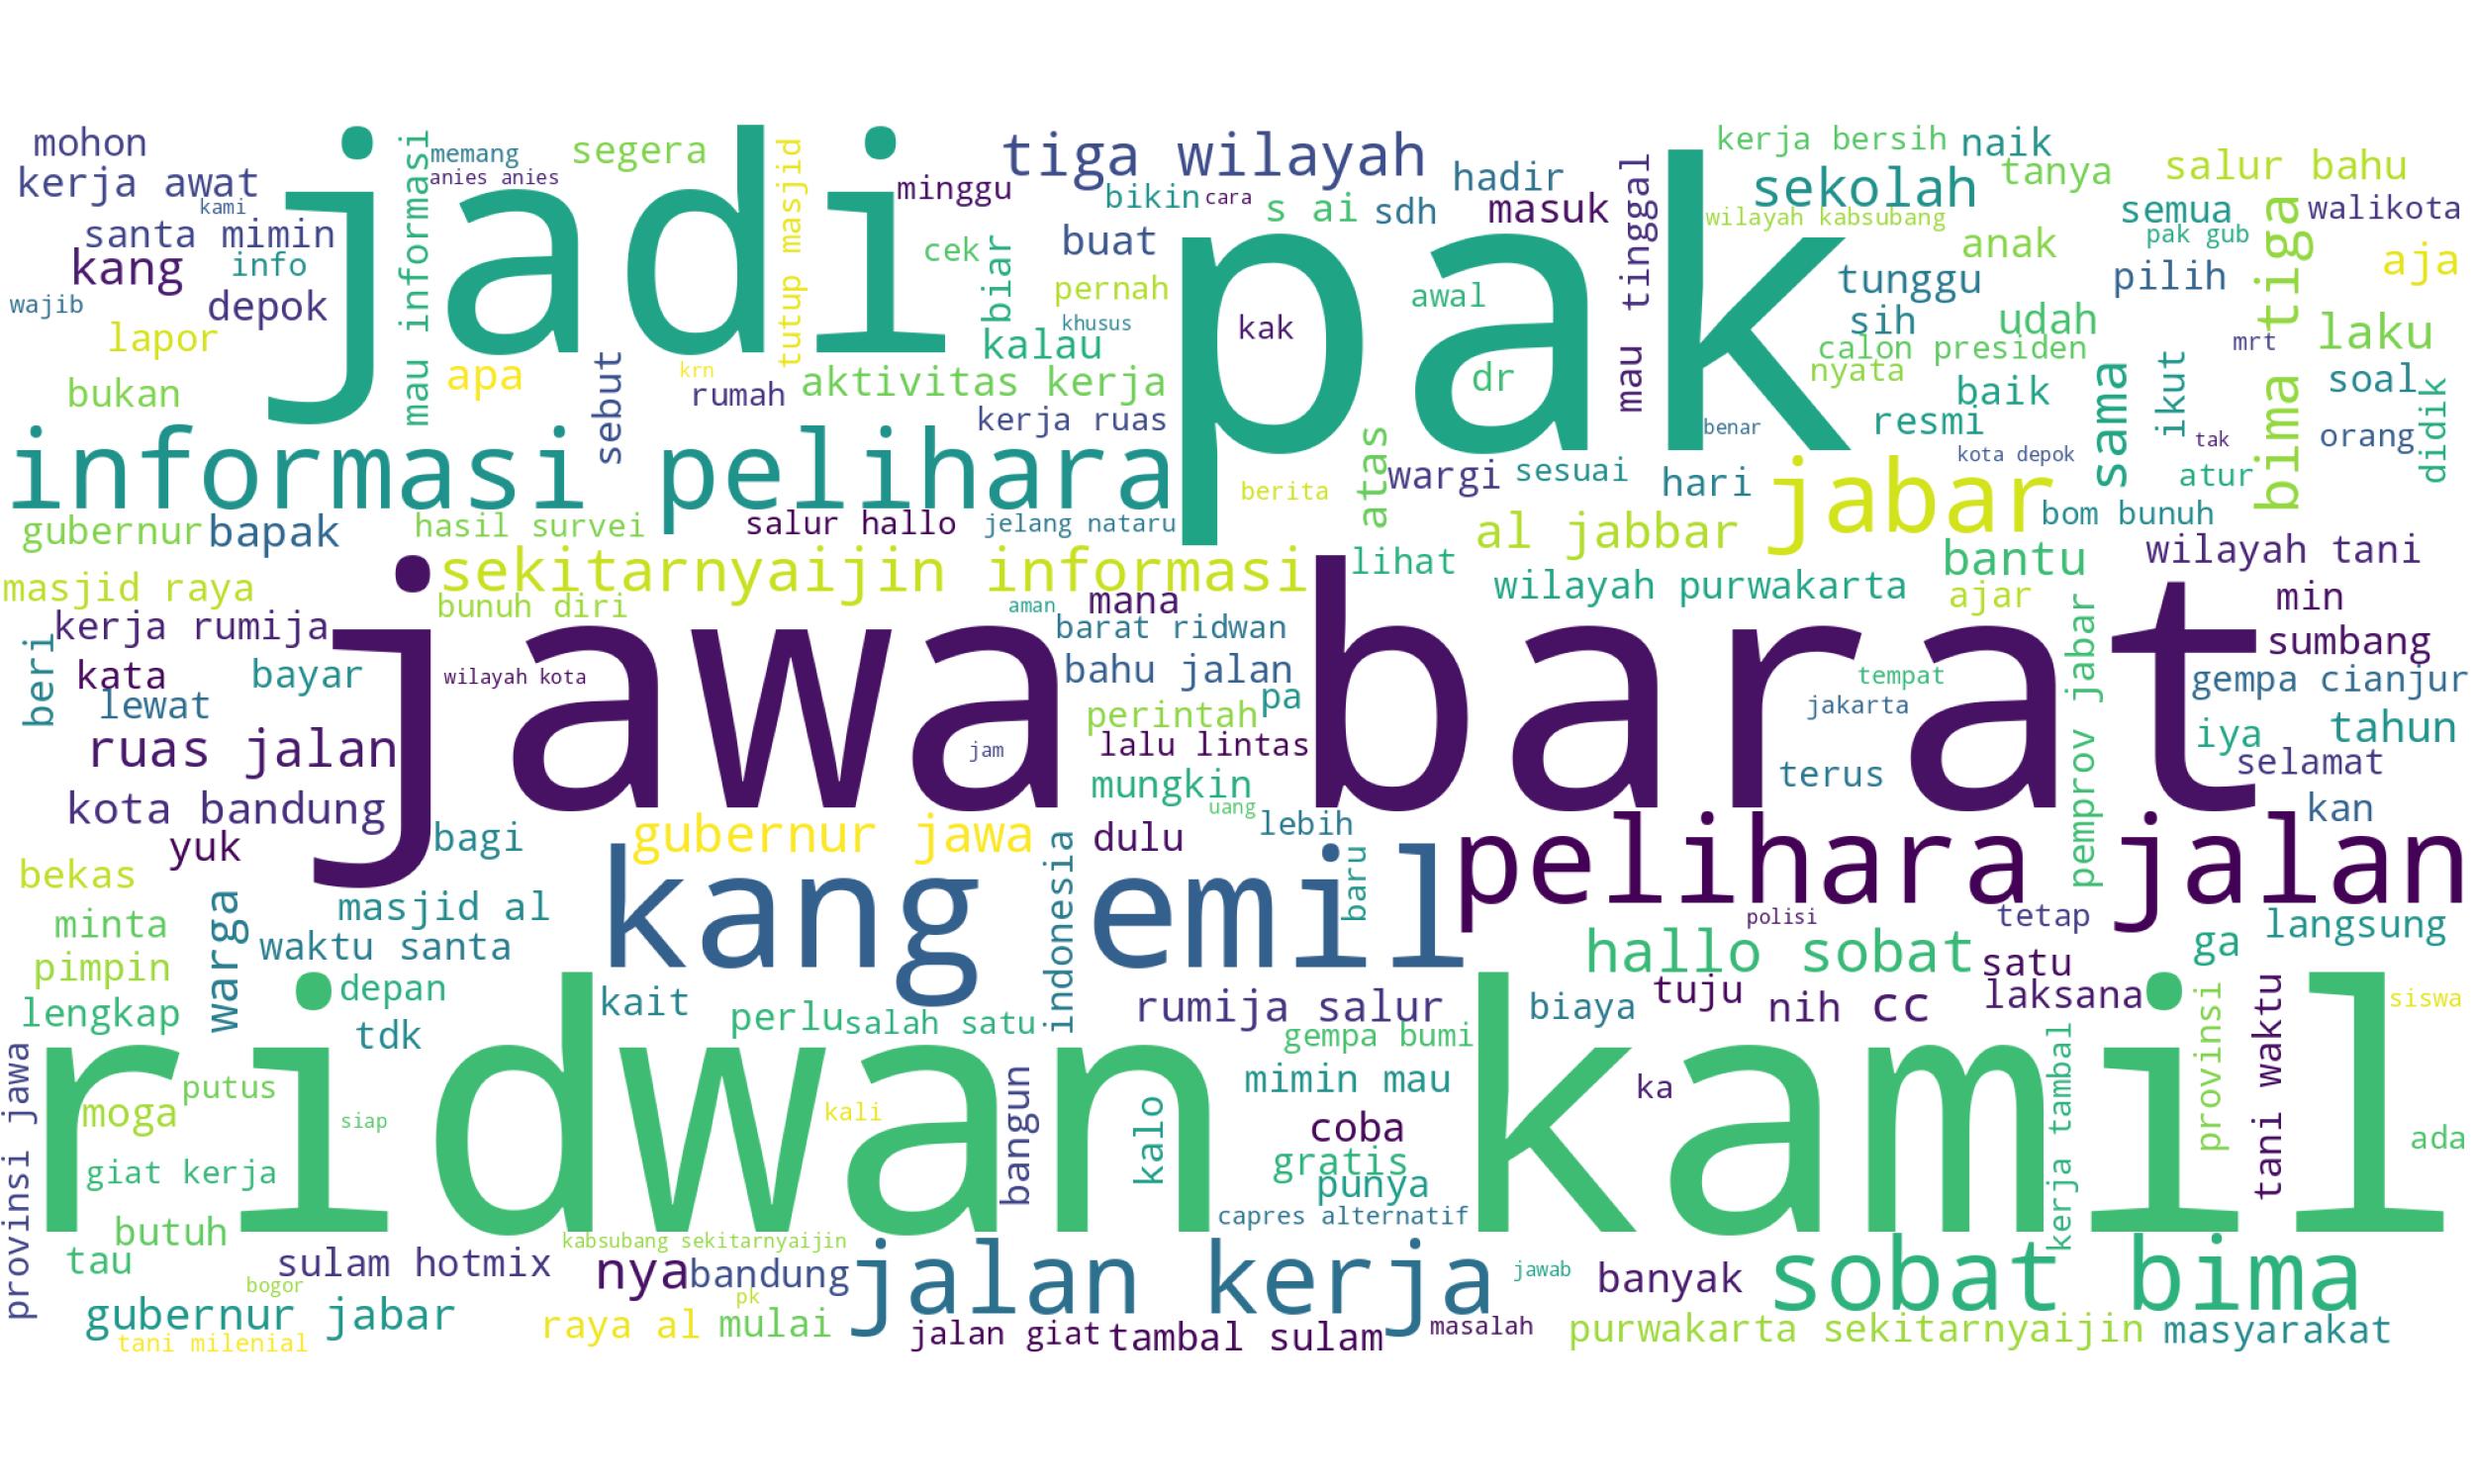 mohon
kerja awat
kami
santa mimin
kang
info
wajib
depok
lapor
bukan
jadi
mau informasi
memang
anies anies
segera
tutup masjid
apa
sebut
krn
rumah
minggu
cek
biar
kalau
aktivitas kerja
kerja ruas
tiga wilayah
bikin
cara
s ai
sdh
hadir
masuk
buat
pernah
khusus
pak
kak
awal
dr
mau tinggal
kerja bersih
naik
sekolah
tanya
wilayah kabsubang
anak
tunggu
sih
udah
calon presiden
nyata
baik
resmi
benar
kota depok
salur bahu
semua
walikota
pak gub
pilih
bima tiga
aja
mrt
laku
soal
sama
ikut
tak
orang
atur
didik
informasi pelihara
gubernur
bapak
hasil survei
salur hallo
jelang nataru
berita
atas
wargi
sesuai
hari
jabar
bom bunuh
al jabbar
lihat
bantu
wilayah tani
sekitarnyaijin informasi
masjid raya
bunuh diri
aman
mana
wilayah purwakarta
ajar
min
kerja rumija
beri
kata
bayar
lewat
ruas jalan
kota bandung
yuk
jawa barat
wilayah kota
jam
barat ridwan
bahu jalan
perintah
pa
lalu lintas
mungkin
uang
tempat
jakarta
terus
pemprov jabar
sumbang
gempa cianjur
iya
tahun
selamat
kan
bagi
gubernur jawa
dulu
lebih
indonesia
baru
bekas
minta
warga
masjid al
waktu santa
pimpin
lengkap
depan
tdk
kang emil
pelihara jalan
polisi
tetap
langsung
hallo sobat
satu
ga
kait
perlu
salah satu
rumija salur
biaya
tuju
nih
cc
laksana
provinsi
tani waktu
siswa
gempa bumi
mimin mau
ka
kerja tambal
provinsi jawa
ridwan kamil
putus
moga
siap
kali
bangun
kalo
coba
gratis
punya
ada
giat kerja
butuh
capres alternatif
tau
sulam hotmix
kabsubang sekitarnyaijin
bogor
nya
bandung
pk
jalan kerja
jawab
banyak
sobat bima
gubernur jabar
tani milenial
raya al
mulai
jalan giat
tambal sulam
masalah
purwakarta sekitarnyaijin
masyarakat